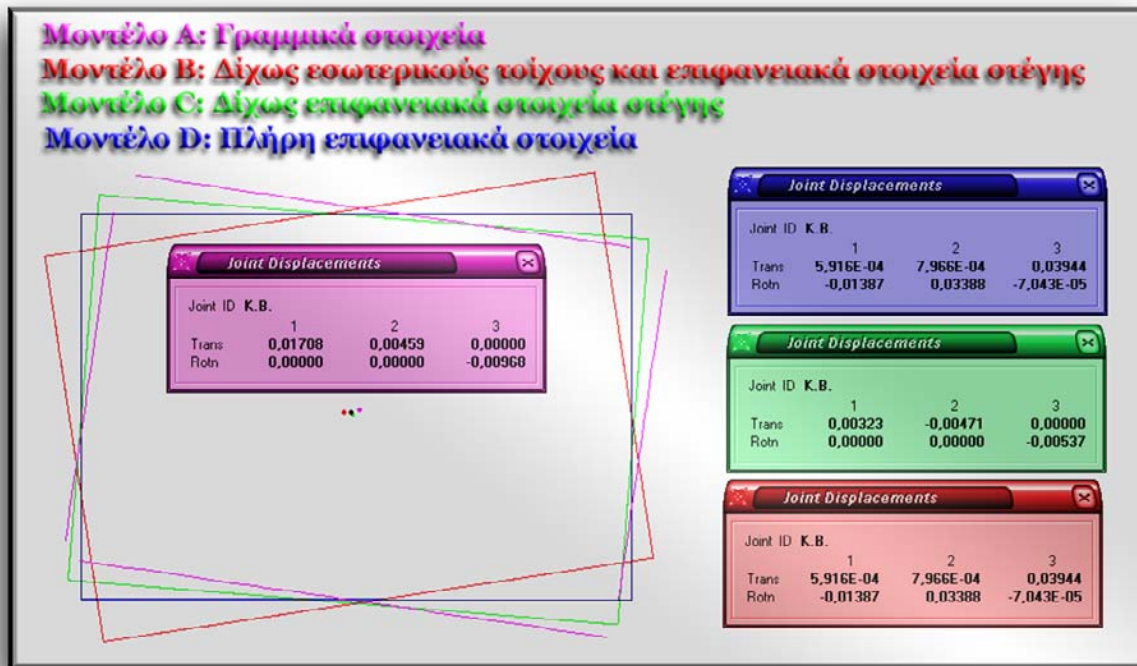 Μοντέλο Α: Γραμμικά στοιχεία
Μοντέλο Β: Δίχως εσωτερικούς τοίχους και επιφανειακά στοιχεία στέγης
Μοντέλο C: Δίχως επιφανειακά στοιχεία στέγης
Μοντέλο D: Πλήρη επιφανειακά στοιχεία
Joint Displacements
Joint ID K.B.
1 2 3
Trans 0,01708 0,00459 0,00000
Rotn 0,00000 0,00000 -0,00968
Joint Displacements
Joint ID K.B.
1 2 3
Trans 5,916E-04 7,966E-04 0,03944
Rotn -0,01387 0,03388 -7,043E-05
Joint Displacements
Joint ID K.B.
1 2 3
Trans 0,00323 -0,00471 0,00000
Rotn 0,00000 0,00000 -0,00537
Joint Displacements
Joint ID K.B.
1 2 3
Trans 5,916E-04 7,966E-04 0,03944
Rotn -0,01387 0,03388 -7,043E-05